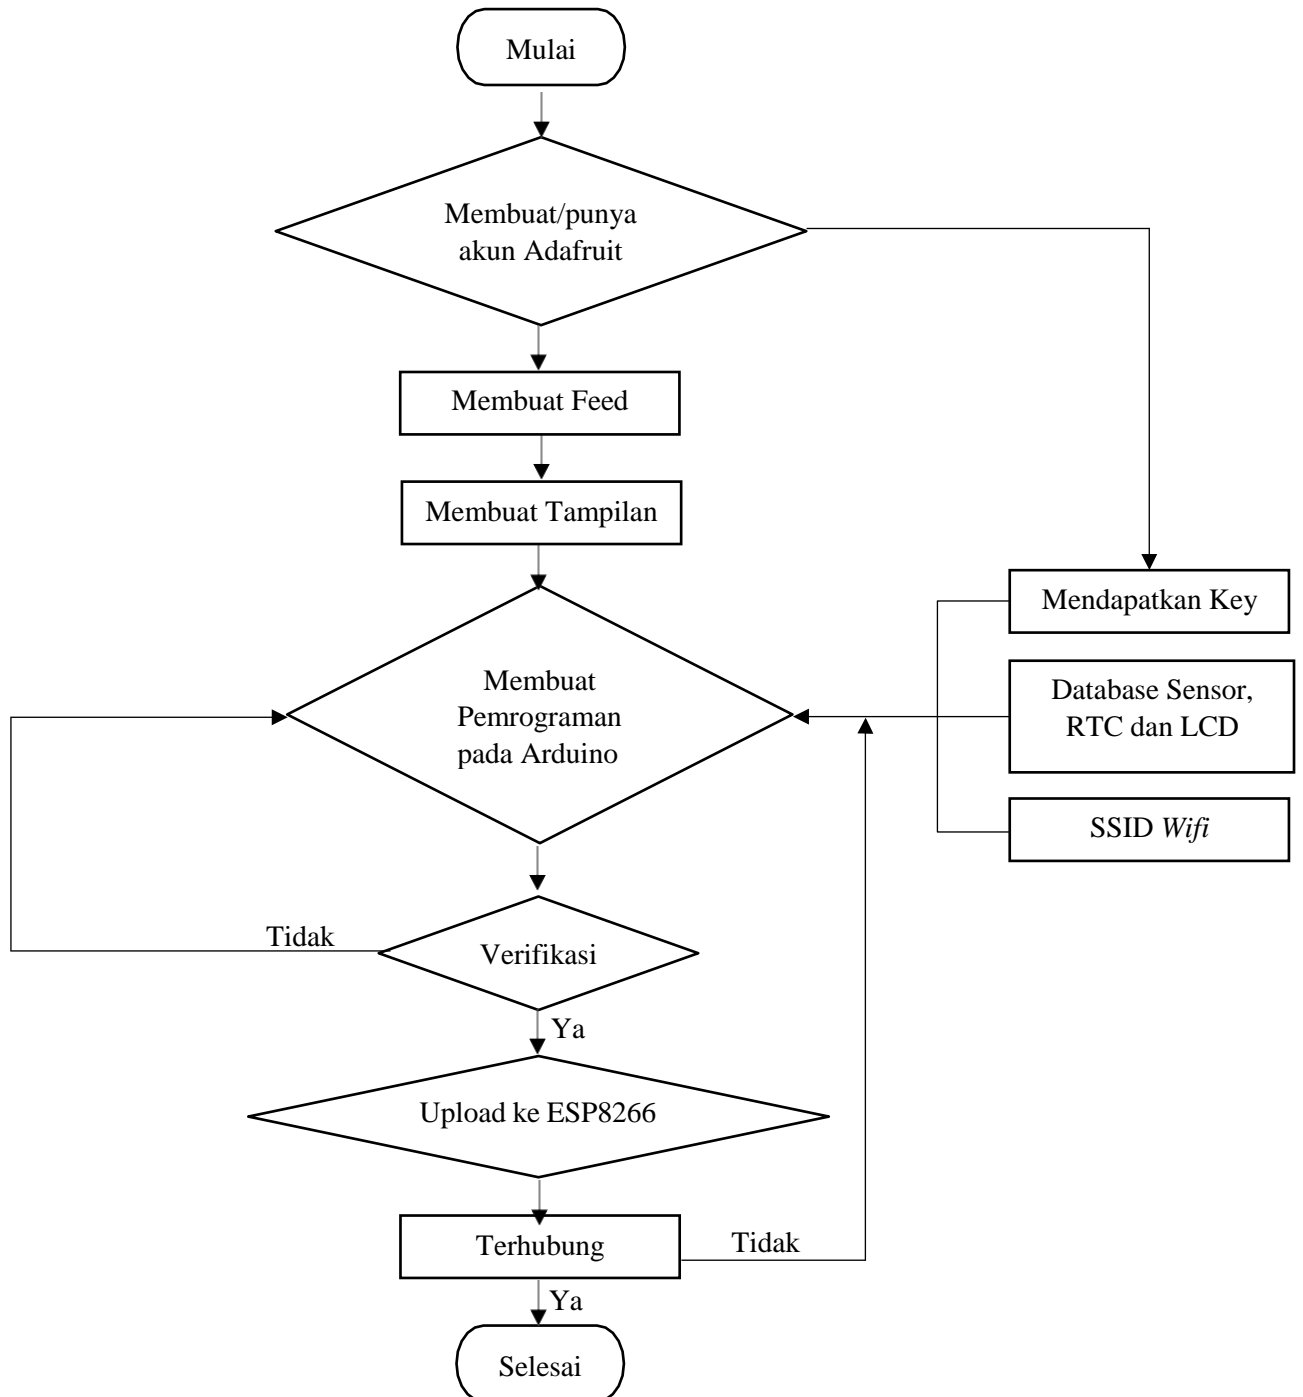 Mulai
Membuat/punya
akun Adafruit
Membuat Feed
Membuat Tampilan
Mendapatkan Key
Membuat
Pemrograman
pada Arduino
Database Sensor,
RTC dan LCD
SSID Wifi
Tidak
Verifikasi
Ya
Upload ke ESP8266
Terhubung
Tidak
Ya
Selesai